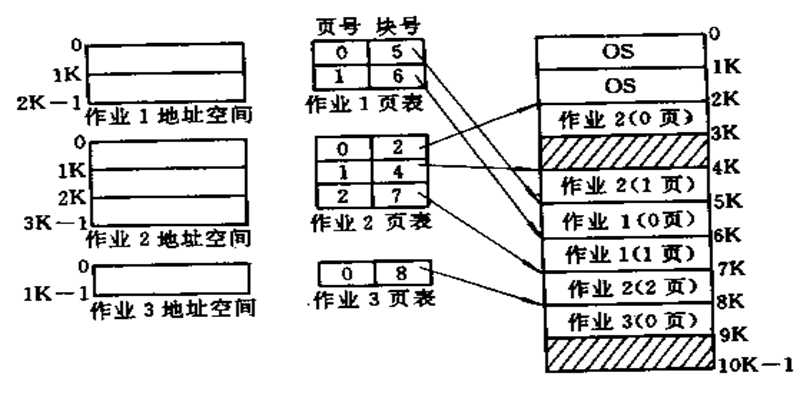 0
1K
2K-1
作业 1 地址空间
0
1K
2K
3K-1
作业 2 地址空间
0
1K-1
作业 3 地址空间
页号 块号
0 5
1 6
作业 1 页表
0 2
1 4
2 7
作业 2 页表
0 8
作业 3 页表
0
OS
1K
OS
2K
作业 2(0 页)
3K
4K
作业 2(1 页)
5K
作业 1(0页)
6K
作业 1(1 页)
7K
作业 2(2 页)
8K
作业 3(0 页)
9K
10K-1